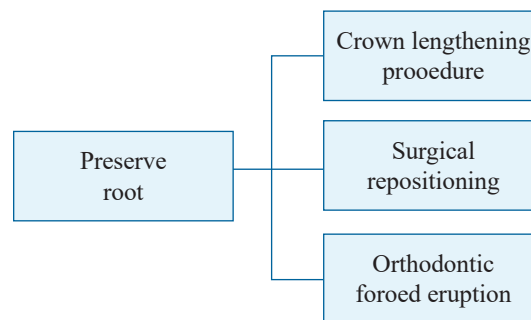 Crown lengthening
prooedure
Preserve
root
Surgical
repositioning
Orthodontic
foroed eruption